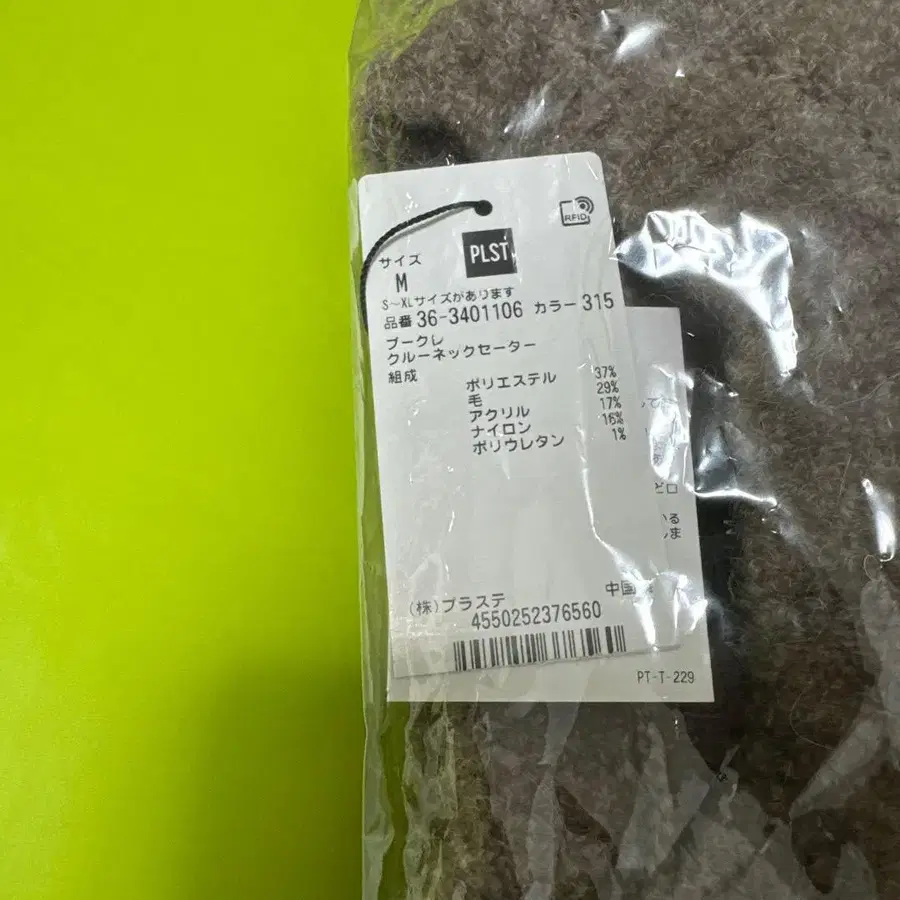 RFID
PLST
サイズ
M
S～XLサイズがあります
品番 36-3401106 カラー 315
ブークレ
クルーネックセーター
組成
ポリエステル 37%
毛 29%
アクリル 17%
ナイロン 16%
ポリウレタン 1%
(株)プラステ 中国
4550252376560
PT-T-229